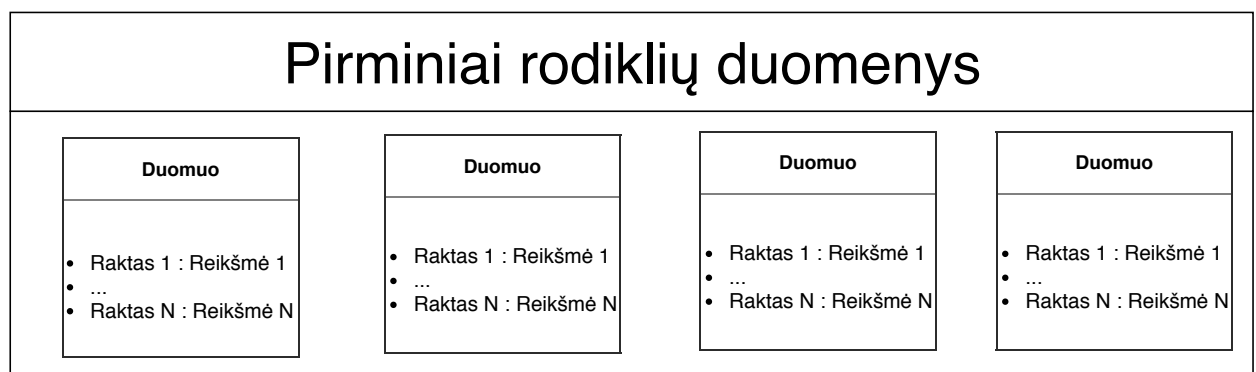 Pirminiai rodiklių duomenys
Duomuo
• Raktas 1 : Reikšmė 1
• ...
• Raktas N : Reikšmė N
Duomuo
• Raktas 1 : Reikšmė 1
• ...
• Raktas N : Reikšmė N
Duomuo
• Raktas 1 : Reikšmė 1
• ...
• Raktas N : Reikšmė N
Duomuo
• Raktas 1 : Reikšmė 1
• ...
• Raktas N : Reikšmė N